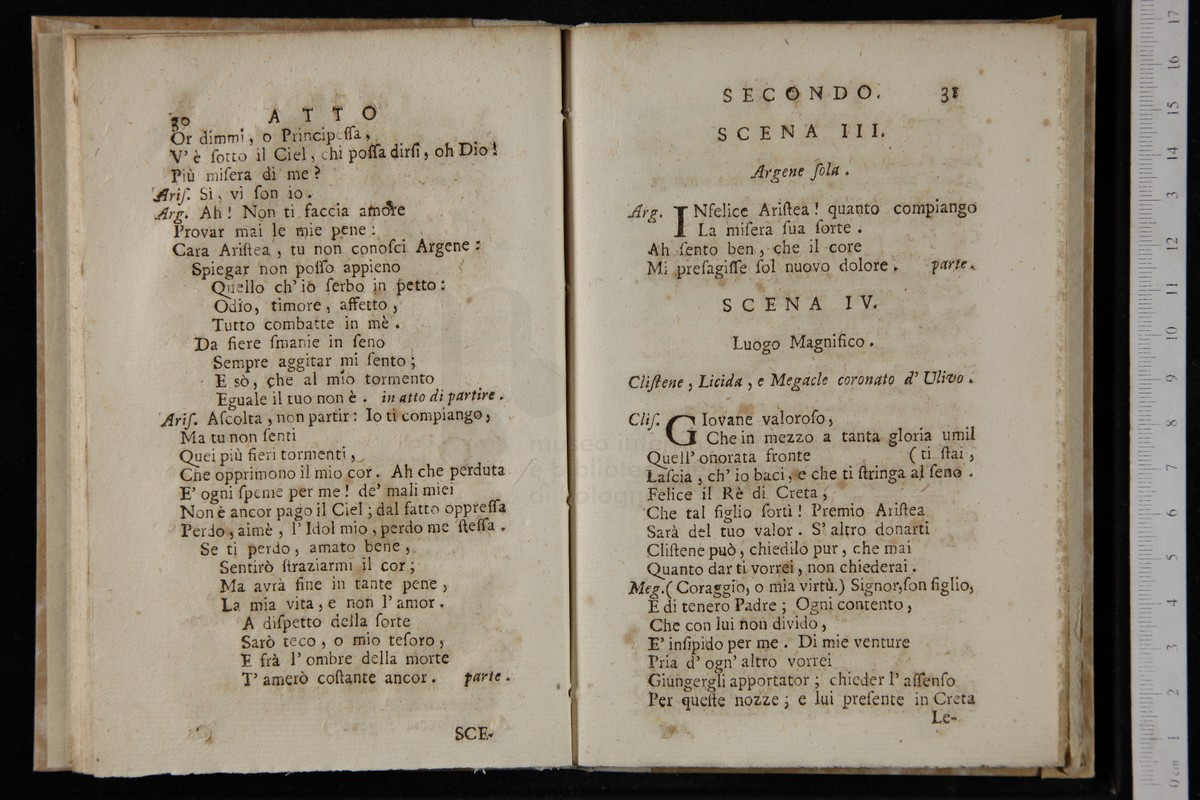 30 ATTO
Or dimmi, o Principeſſa,
V' è ſotto il Ciel, chi poſſa dirſi, oh Dio!
Più miſera di me?
Ariſ. Sì, vi ſon io.
Arg. Ah! Non ti faccia amore
Provar mai le mie pene:
Cara Ariſtea, tu non conoſci Argene:
Spiegar non poſſo appieno
Quello ch' iò ſerbo in petto:
Odio, timore, affetto,
Tutto combatte in mè.
Da fiere ſmanie in ſeno
Sempre aggitar mi ſento;
E sò, che al mio tormento
Eguale il tuo non è. in atto di partire.
Ariſ. Aſcolta, non partir: Io ti compiango,
Ma tu non ſenti
Quei più fieri tormenti,
Che opprimono il mio cor. Ah che perduta
E' ogni ſpeme per me! de' mali miei
Non è ancor pago il Ciel; dal fatto oppreſſa
Perdo, aimè, l' Idol mio, perdo me ſteſſa.
Se ti perdo, amato bene,
Sentirò ſtraziarmi il cor;
Ma avrà fine in tante pene,
La mia vita, e non l' amor.
A diſpetto della ſorte
Sarò teco, o mio teſoro,
E frà l' ombre della morte
T' amerò coſtante ancor. parte.
SCE-
SECONDO. 31
SCENA III.
Argene ſola.
Arg. INfelice Ariſtea! quanto compiango
La miſera ſua ſorte.
Ah ſento ben, che il core
Mi preſagiſſe ſol nuovo dolore. parte.
SCENA IV.
Luogo Magnifico.
Cliſtene, Licida, e Megacle coronato d' Ulivo.
Cliſ. GIovane valoroſo,
Che in mezzo a tanta gloria umil
Quell' onorata fronte (ti ſtai,
Laſcia, ch' io baci, e che ti ſtringa al ſeno.
Felice il Rè di Creta,
Che tal figlio ſortì! Premio Ariſtea
Sarà del tuo valor. S' altro donarti
Cliſtene può, chiedilo pur, che mai
Quanto dar ti vorrei, non chiederai.
Meg. (Coraggio, o mia virtù.) Signor, ſon figlio,
E di tenero Padre; Ogni contento,
Che con lui non divido,
E' inſipido per me. Di mie venture
Pria d' ogn' altro vorrei
Giungergli apportator; chieder l' aſſenſo
Per queſte nozze; e lui preſente in Creta
Le-